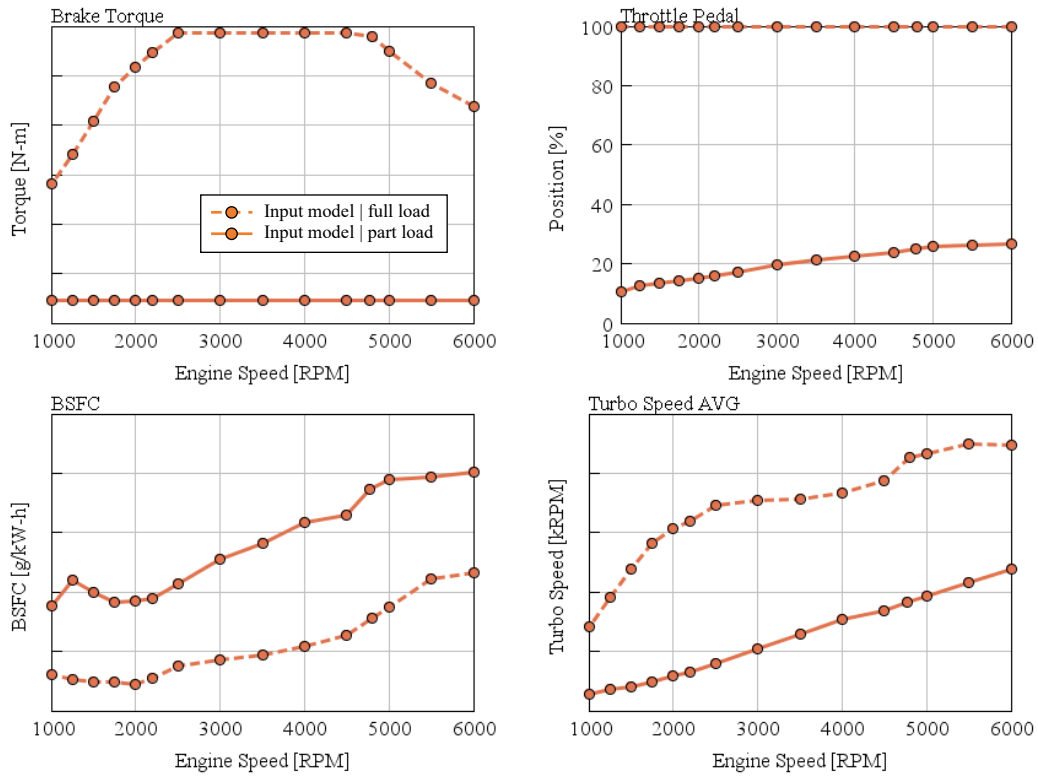 Brake Torque
Torque [N-m]
Input model | full load
Input model | part load
1000 2000 3000 4000 5000 6000
Engine Speed [RPM]
Throttle Pedal
100
80
60
40
20
0
Position [%]
1000 2000 3000 4000 5000 6000
Engine Speed [RPM]
BSFC
BSFC [g/kW-h]
1000 2000 3000 4000 5000 6000
Engine Speed [RPM]
Turbo Speed AVG
Turbo Speed [kRPM]
1000 2000 3000 4000 5000 6000
Engine Speed [RPM]